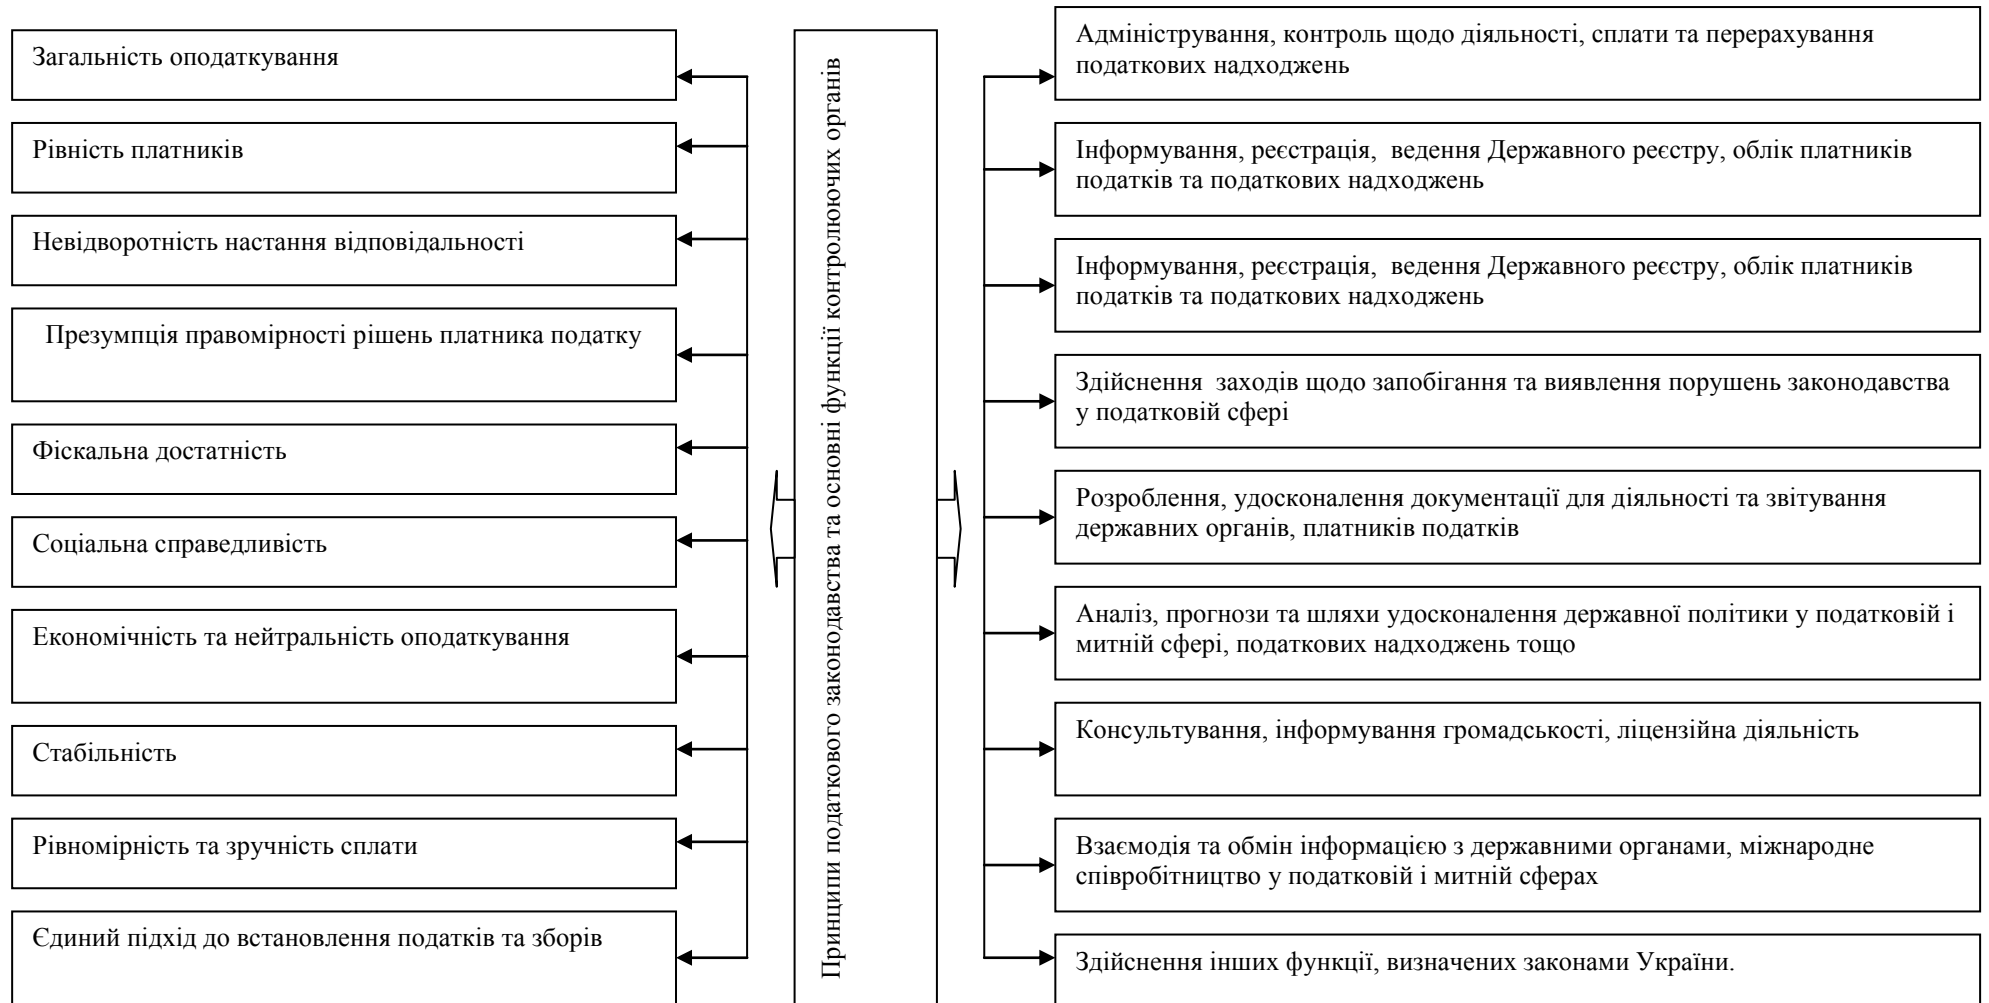 Загальність оподаткування
Рівність платників
Невідворотність настання відповідальності
Презумпція правомірності рішень платника податку
Фіскальна достатність
Соціальна справедливість
Економічність та нейтральність оподаткування
Стабільність
Рівномірність та зручність сплати
Єдиний підхід до встановлення податків та зборів
Принципи податкового законодавства та основні функції контролюючих органів
Адміністрування, контроль щодо діяльності, сплати та перерахування
податкових надходжень
Інформування, реєстрація, ведення Державного реєстру, облік платників
податків та податкових надходжень
Інформування, реєстрація, ведення Державного реєстру, облік платників
податків та податкових надходжень
Здійснення заходів щодо запобігання та виявлення порушень законодавства
у податковій сфері
Розроблення, удосконалення документації для діяльності та звітування
державних органів, платників податків
Аналіз, прогнози та шляхи удосконалення державної політики у податковій і
митній сфері, податкових надходжень тощо
Консультування, інформування громадськості, ліцензійна діяльність
Взаємодія та обмін інформацією з державними органами, міжнародне
співробітництво у податковій і митній сферах
Здійснення інших функції, визначених законами України.